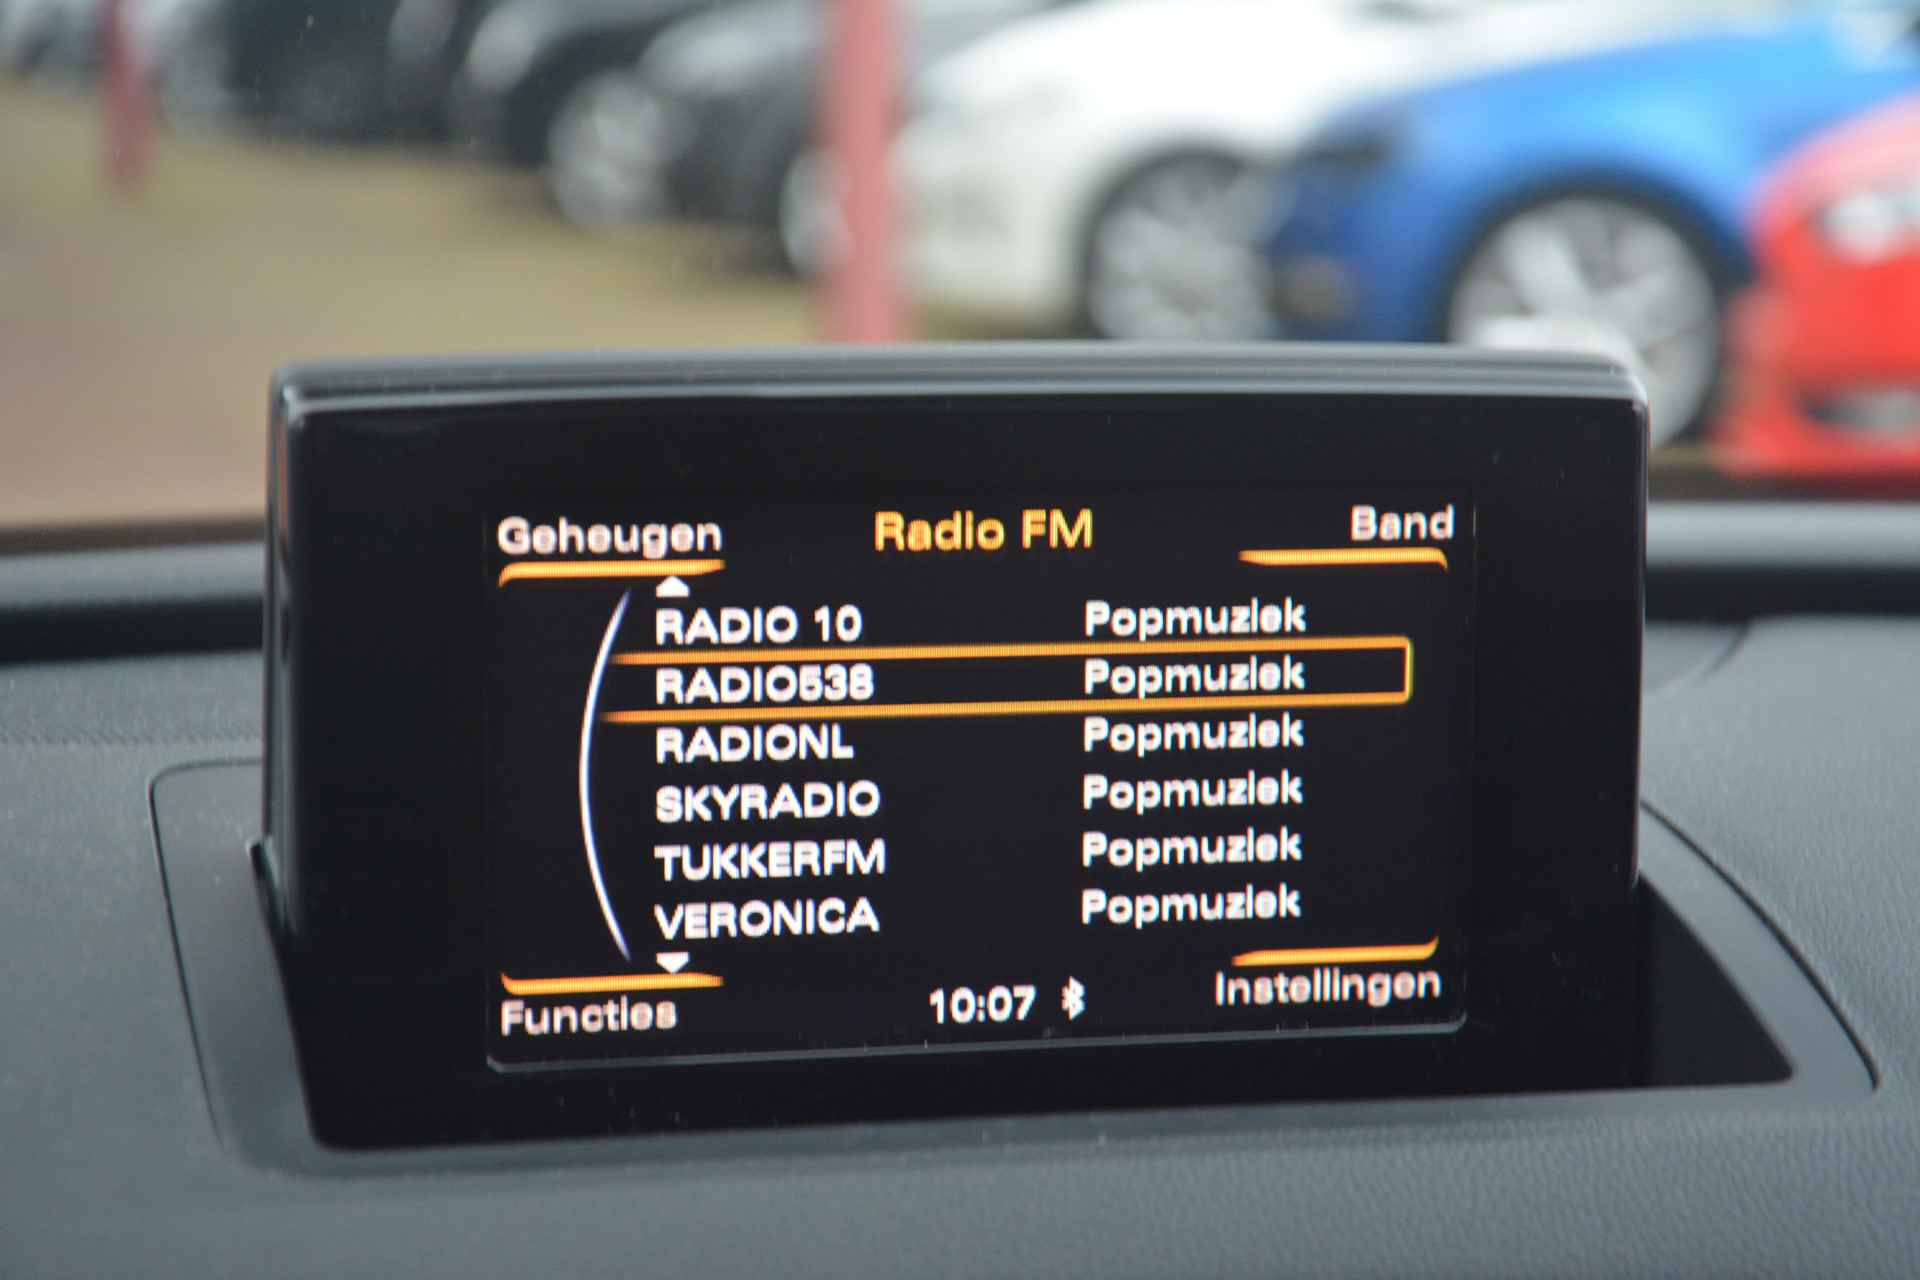 Geheugen Radio FM Band
RADIO 10 Popmuziek
RADIO538 Popmuziek
RADIONL Popmuziek
SKYRADIO Popmuziek
TUKKERFM Popmuziek
VERONICA Popmuziek
Functies 10:07 Instellingen